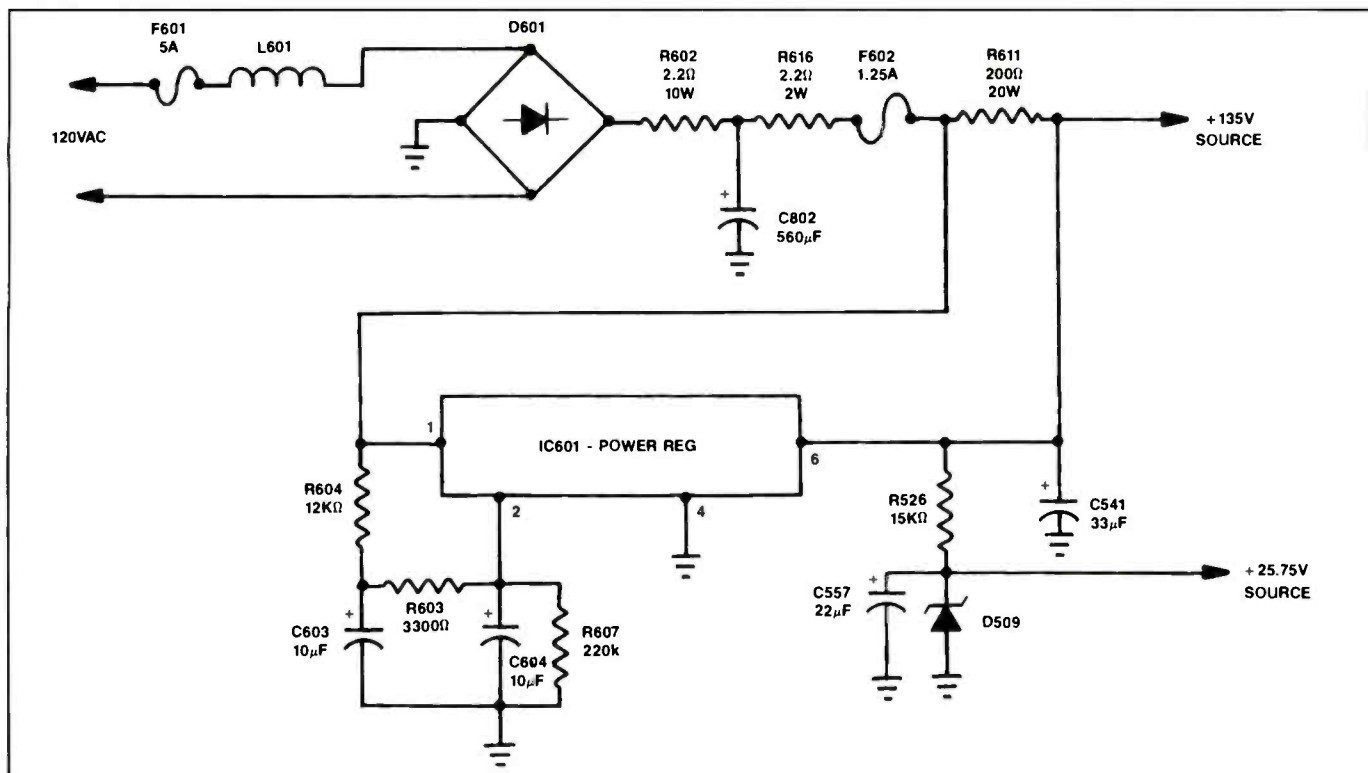 F601
5A
L601
D601
R602
2.2Ω
10W
R616
2.2Ω
2W
F602
1.25A
R611
200Ω
20W
120VAC
+135V
SOURCE
+
C802
560μF
1
IC601 - POWER REG
6
2
4
R604
12KΩ
R526
15KΩ
+
C541
33μF
+
C603
10μF
R603
3300Ω
+
C604
10μF
R607
220k
+
C557
22μF
D509
+25.75V
SOURCE